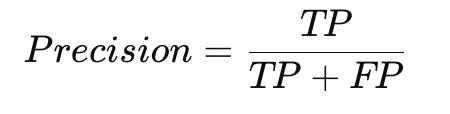 Precision = TP / TP + FP